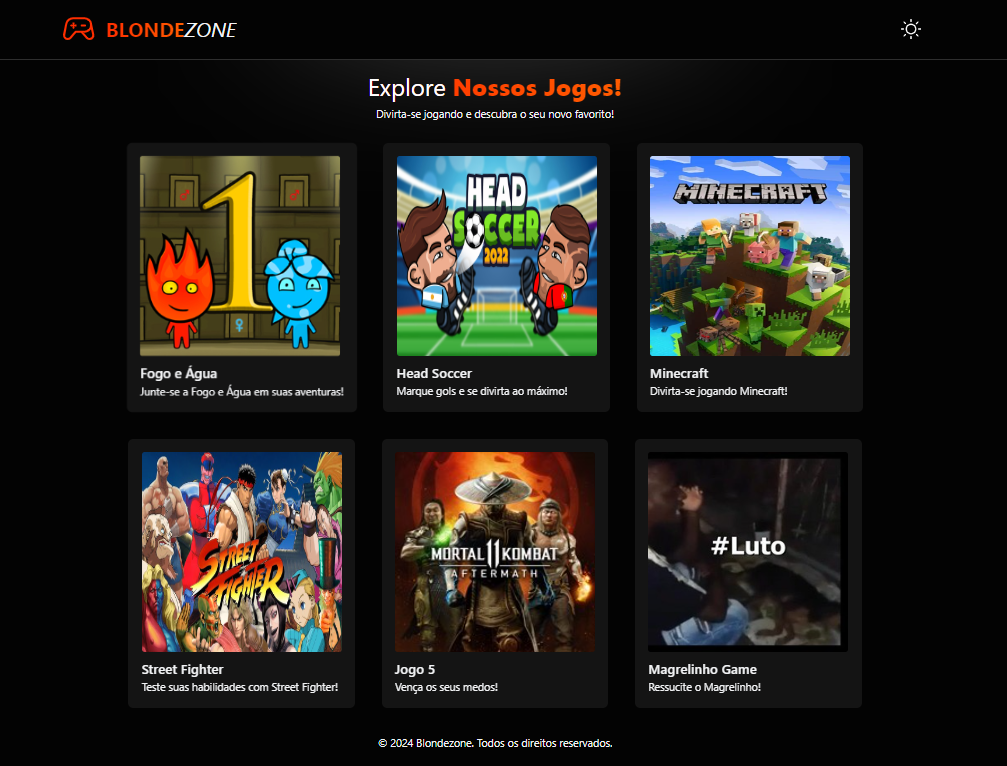 BLONDEZONE
Explore Nossos Jogos!
Divirta-se jogando e descubra o seu novo favorito!
1
HEAD
SOCCER
2022
MINECRAFT
Fogo e Água
Junte-se a Fogo e Água em suas aventuras!
Head Soccer
Marque gols e se divirta ao máximo!
Minecraft
Divirta-se jogando Minecraft!
STREET
FIGHTER
MORTAL 11 KOMBAT
AFTERMATH
#Luto
Street Fighter
Teste suas habilidades com Street Fighter!
Jogo 5
Vença os seus medos!
Magrelinho Game
Ressucite o Magrelinho!
© 2024 Blondezone. Todos os direitos reservados.